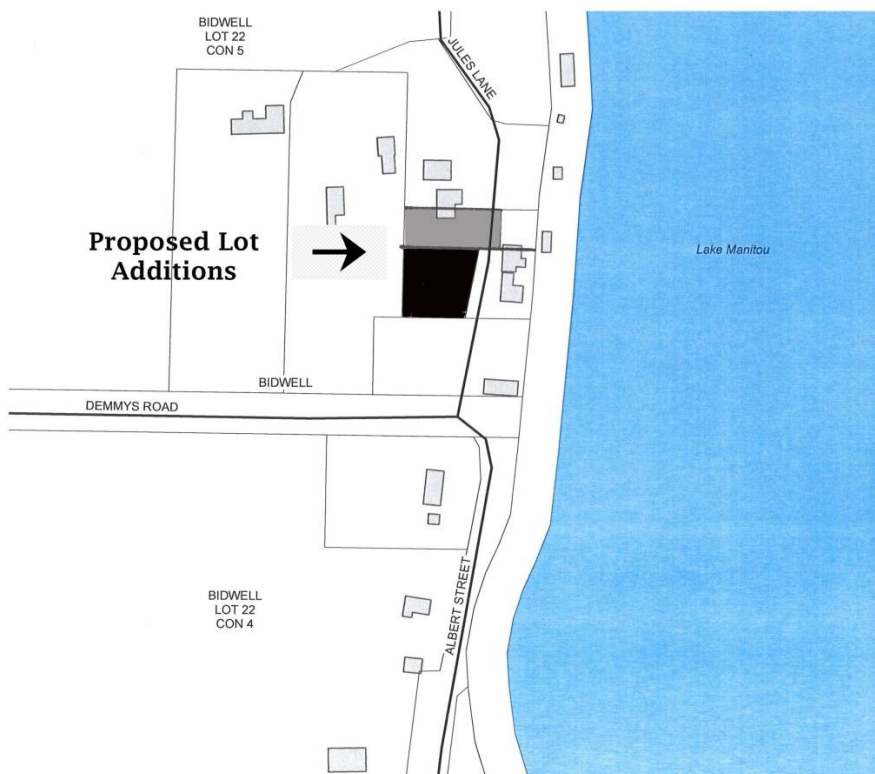 BIDWELL
LOT 22
CON 5
JULES LANE
Proposed Lot
Additions
Lake Manitou
BIDWELL
DEMMYS ROAD
BIDWELL
LOT 22
CON 4
ALBERT STREET